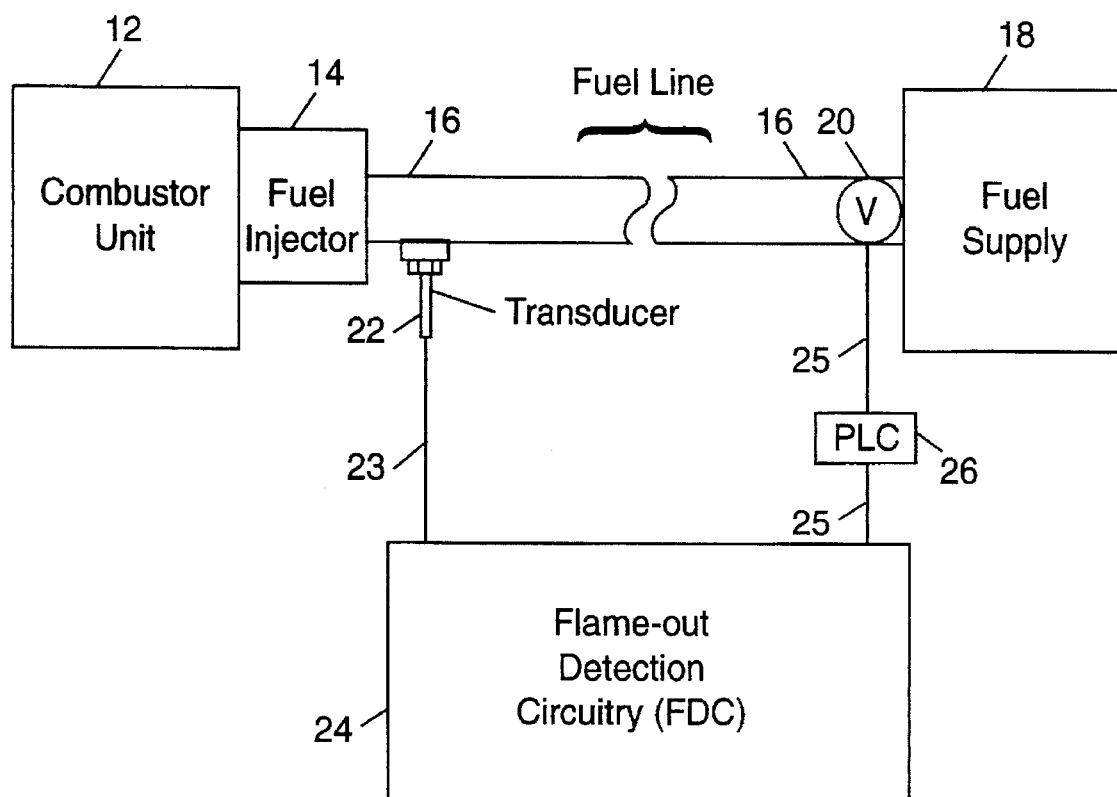 12
14
Fuel Line
18
16
16
20
Combustor
Unit
Fuel
Injector
V
Fuel
Supply
22
Transducer
25
PLC
23
26
25
Flame-out
Detection
Circuitry (FDC)
24